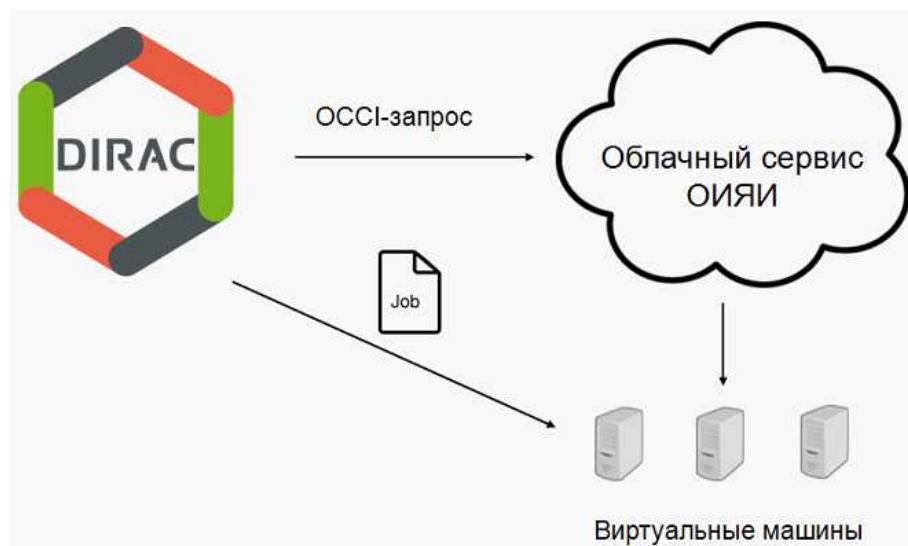 DIRAC
OCCI-запрос
Облачный сервис
ОИЯИ
Job
Виртуальные машины